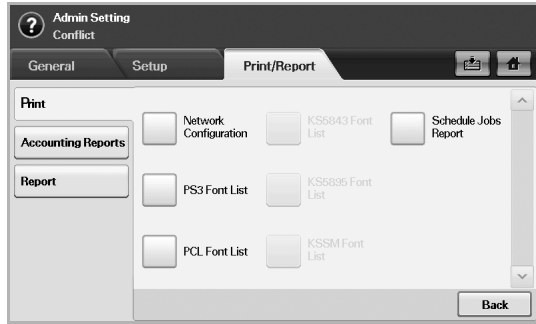 ?
Admin Setting
Conflict
General
Setup
Print/Report
Print
Accounting Reports
Report
Network
Configuration
KS5843 Font
List
Schedule Jobs
Report
PS3 Font List
KS5895 Font
List
PCL Font List
KSSM Font
List
Back